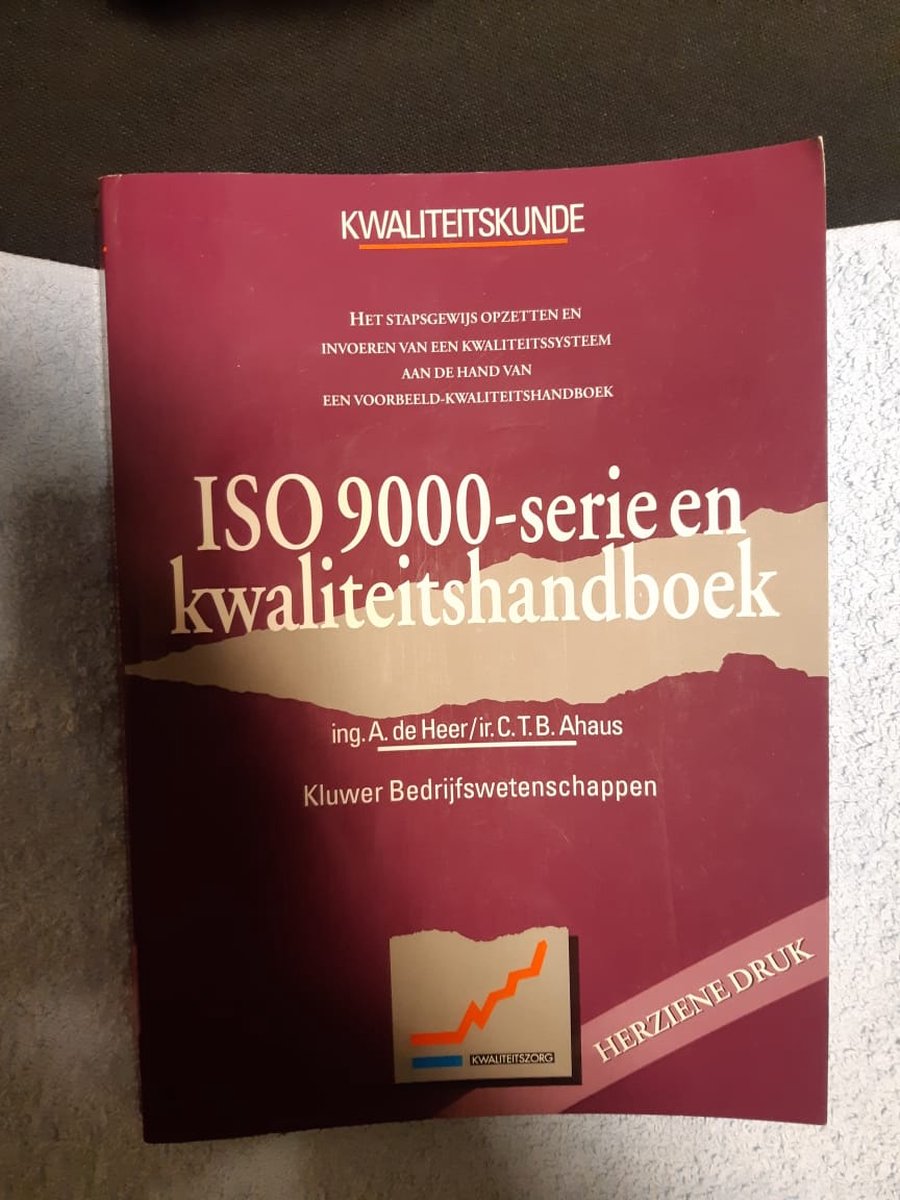 KWALITEITSKUNDE
HET STAPSGEWIJS OPZETTEN EN
INVOEREN VAN EEN KWALITEITSSYSTEEM
AAN DE HAND VAN
EEN VOORBEELD-KWALITEITSHANDBOEK
ISO 9000-serie en
kwaliteitshandboek
ing. A. de Heer/ir. C. T. B. Ahaus
Kluwer Bedrijfswetenschappen
KWALITEITSZORG
HERZIENE DRUK